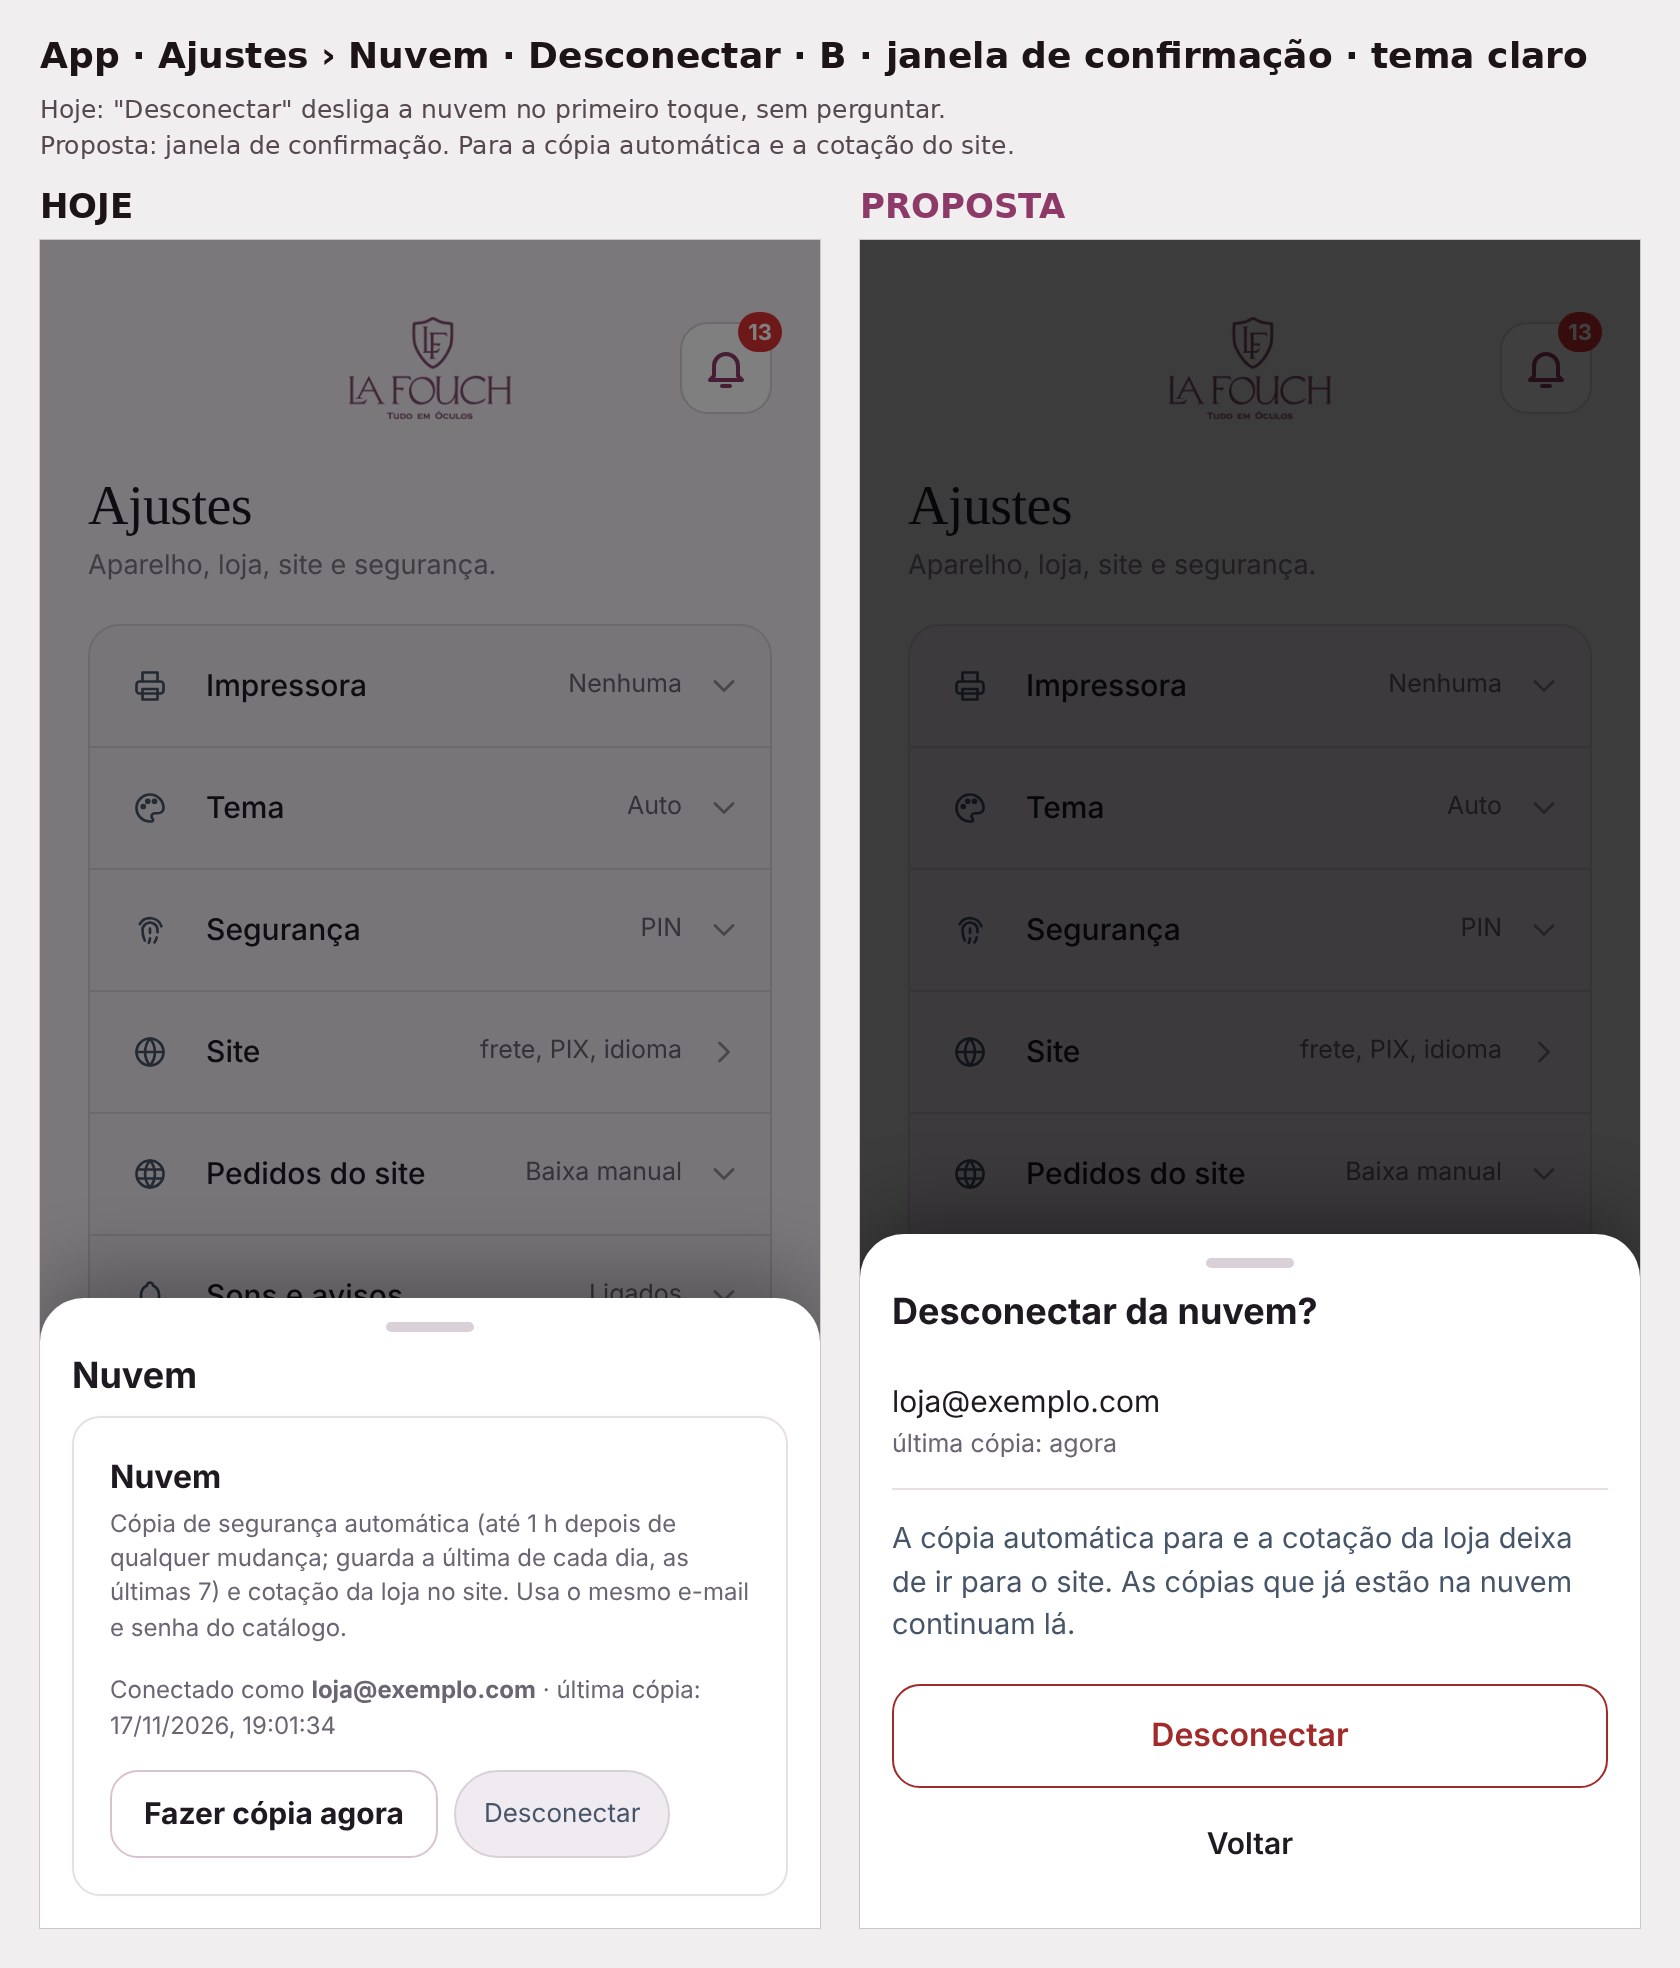 App · Ajustes › Nuvem · Desconectar · B · janela de confirmação · tema claro
Hoje: "Desconectar" desliga a nuvem no primeiro toque, sem perguntar.
Proposta: janela de confirmação. Para a cópia automática e a cotação do site.
HOJE
LF
LA FOUCH
TUDO EM ÓCULOS
13
Ajustes
Aparelho, loja, site e segurança.
Impressora Nenhuma
Tema Auto
Segurança PIN
Site frete, PIX, idioma
Pedidos do site Baixa manual
Sons e avisos Ligados
Nuvem
Nuvem
Cópia de segurança automática (até 1 h depois de
qualquer mudança; guarda a última de cada dia, as
últimas 7) e cotação da loja no site. Usa o mesmo e-mail
e senha do catálogo.
Conectado como loja@exemplo.com · última cópia:
17/11/2026, 19:01:34
Fazer cópia agora
Desconectar
PROPOSTA
LF
LA FOUCH
TUDO EM ÓCULOS
13
Ajustes
Aparelho, loja, site e segurança.
Impressora Nenhuma
Tema Auto
Segurança PIN
Site frete, PIX, idioma
Pedidos do site Baixa manual
Desconectar da nuvem?
loja@exemplo.com
última cópia: agora
A cópia automática para e a cotação da loja deixa
de ir para o site. As cópias que já estão na nuvem
continuam lá.
Desconectar
Voltar